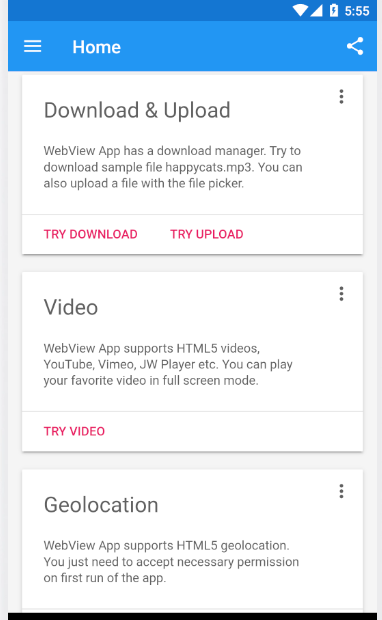 5:55
Home
Download & Upload
WebView App has a download manager. Try to
download sample file happycats.mp3. You can
also upload a file with the file picker.
TRY DOWNLOAD TRY UPLOAD
Video
WebView App supports HTML5 videos,
YouTube, Vimeo, JW Player etc. You can play
your favorite video in full screen mode.
TRY VIDEO
Geolocation
WebView App supports HTML5 geolocation.
You just need to accept necessary permission
on first run of the app.